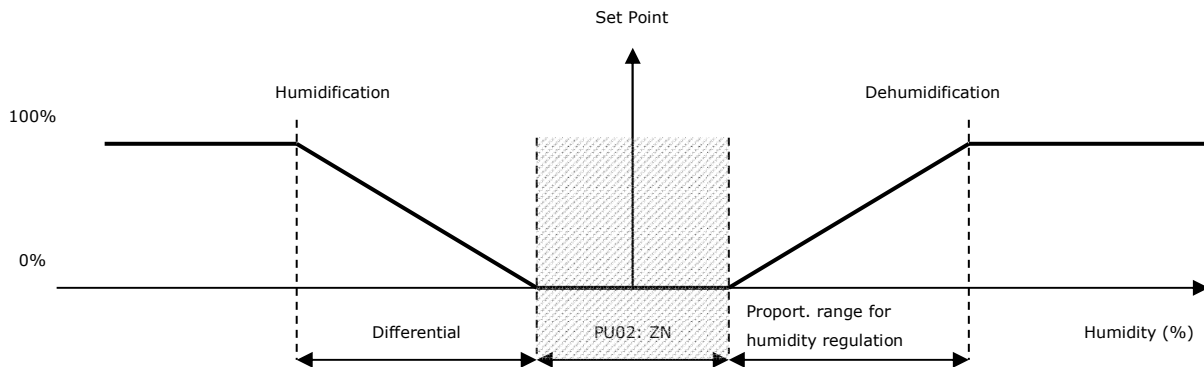 Set Point
Humidification
Dehumidification
100%
0%
Differential
PU02: ZN
Proport. range for
humidity regulation
Humidity (%)